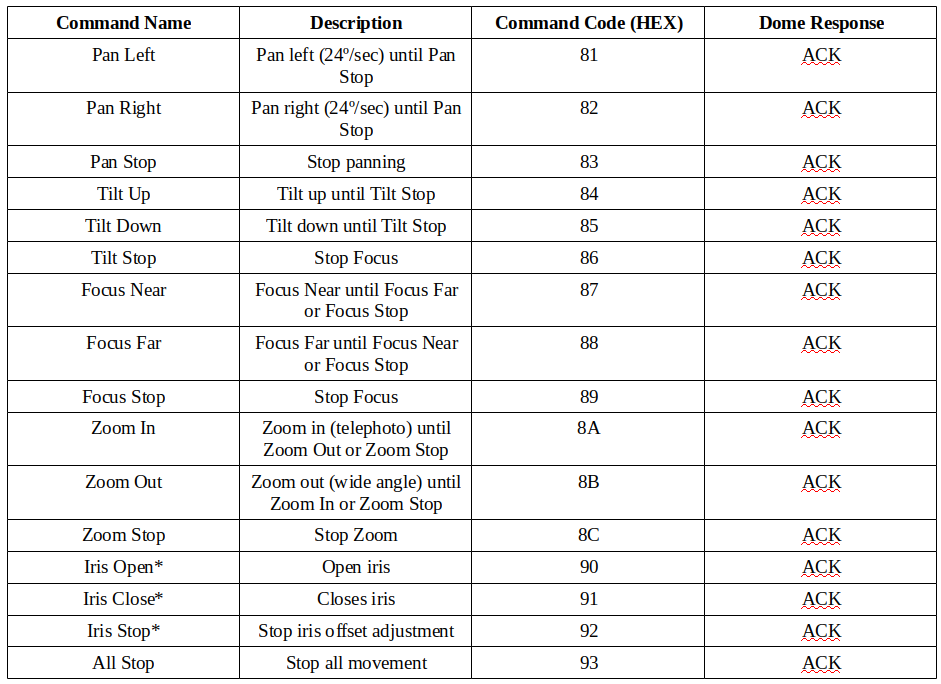 Command Name Description Command Code (HEX) Dome Response
Pan Left Pan left (24º/sec) until Pan 81 ACK
Stop
Pan Right Pan right (24º/sec) until Pan 82 ACK
Stop
Pan Stop Stop panning 83 ACK
Tilt Up Tilt up until Tilt Stop 84 ACK
Tilt Down Tilt down until Tilt Stop 85 ACK
Tilt Stop Stop Focus 86 ACK
Focus Near Focus Near until Focus Far 87 ACK
or Focus Stop
Focus Far Focus Far until Focus Near 88 ACK
or Focus Stop
Focus Stop Stop Focus 89 ACK
Zoom In Zoom in (telephoto) until 8A ACK
Zoom Out or Zoom Stop
Zoom Out Zoom out (wide angle) until 8B ACK
Zoom In or Zoom Stop
Zoom Stop Stop Zoom 8C ACK
Iris Open* Open iris 90 ACK
Iris Close* Closes iris 91 ACK
Iris Stop* Stop iris offset adjustment 92 ACK
All Stop Stop all movement 93 ACK